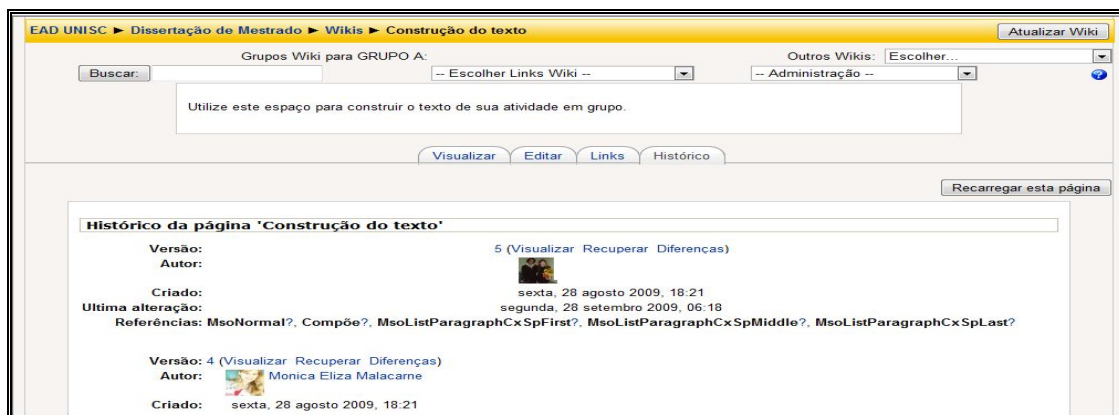 EAD UNISC ► Dissertação de Mestrado ► Wikis ► Construção do texto Atualizar Wiki
Grupos Wiki para GRUPO A: Outros Wikis: Escolher...
Buscar: -- Escolher Links Wiki -- -- Administração --
Utilize este espaço para construir o texto de sua atividade em grupo.
Visualizar Editar Links Histórico
Recarregar esta página
Histórico da página 'Construção do texto'
Versão: 5 (Visualizar Recuperar Diferenças)
Autor:
Criado: sexta, 28 agosto 2009, 18:21
Ultima alteração: segunda, 28 setembro 2009, 06:18
Referências: MsoNormal?, Compõe?, MsoListParagraphCxSpFirst?, MsoListParagraphCxSpMiddle?, MsoListParagraphCxSpLast?
Versão: 4 (Visualizar Recuperar Diferenças)
Autor: Monica Eliza Malacarne
Criado: sexta, 28 agosto 2009, 18:21